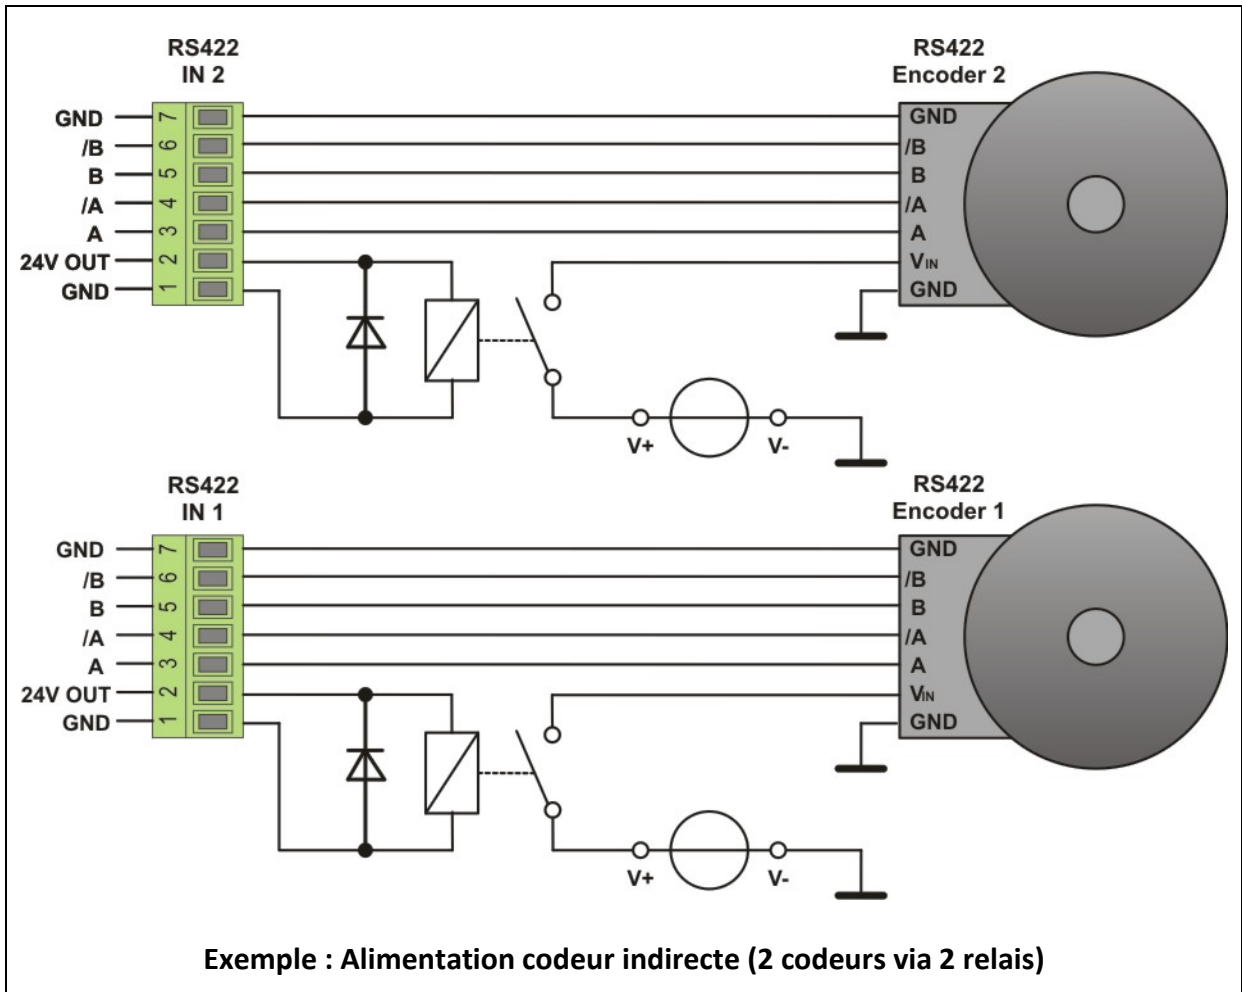 RS422
IN 2
RS422
Encoder 2
GND 7 GND
/B 6 /B
B 5 B
/A 4 /A
A 3 A
24V OUT 2 VIN
GND 1 GND
V+ V-
RS422
IN 1
RS422
Encoder 1
GND 7 GND
/B 6 /B
B 5 B
/A 4 /A
A 3 A
24V OUT 2 VIN
GND 1 GND
V+ V-
Exemple : Alimentation codeur indirecte (2 codeurs via 2 relais)